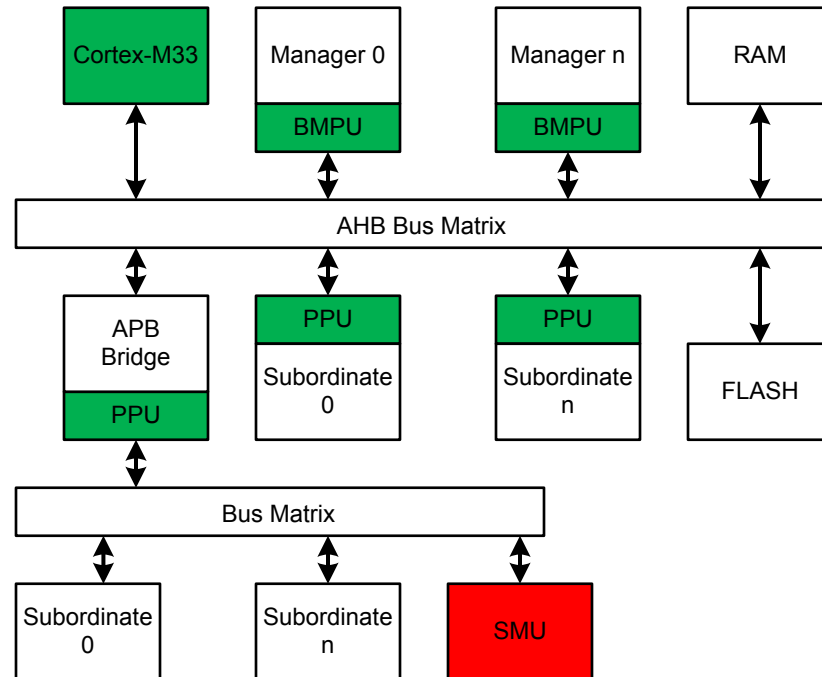 Cortex-M33
Manager 0
Manager n
RAM
BMPU
BMPU
AHB Bus Matrix
APB
Bridge
PPU
PPU
PPU
Subordinate
0
Subordinate
n
FLASH
Bus Matrix
Subordinate
0
Subordinate
n
SMU